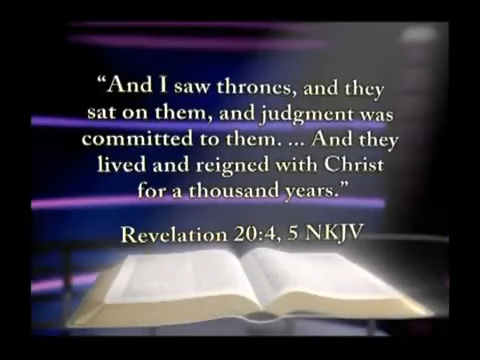 “And I saw thrones, and they
sat on them, and judgment was
committed to them. ... And they
lived and reigned with Christ
for a thousand years.”
Revelation 20:4, 5 NKJV